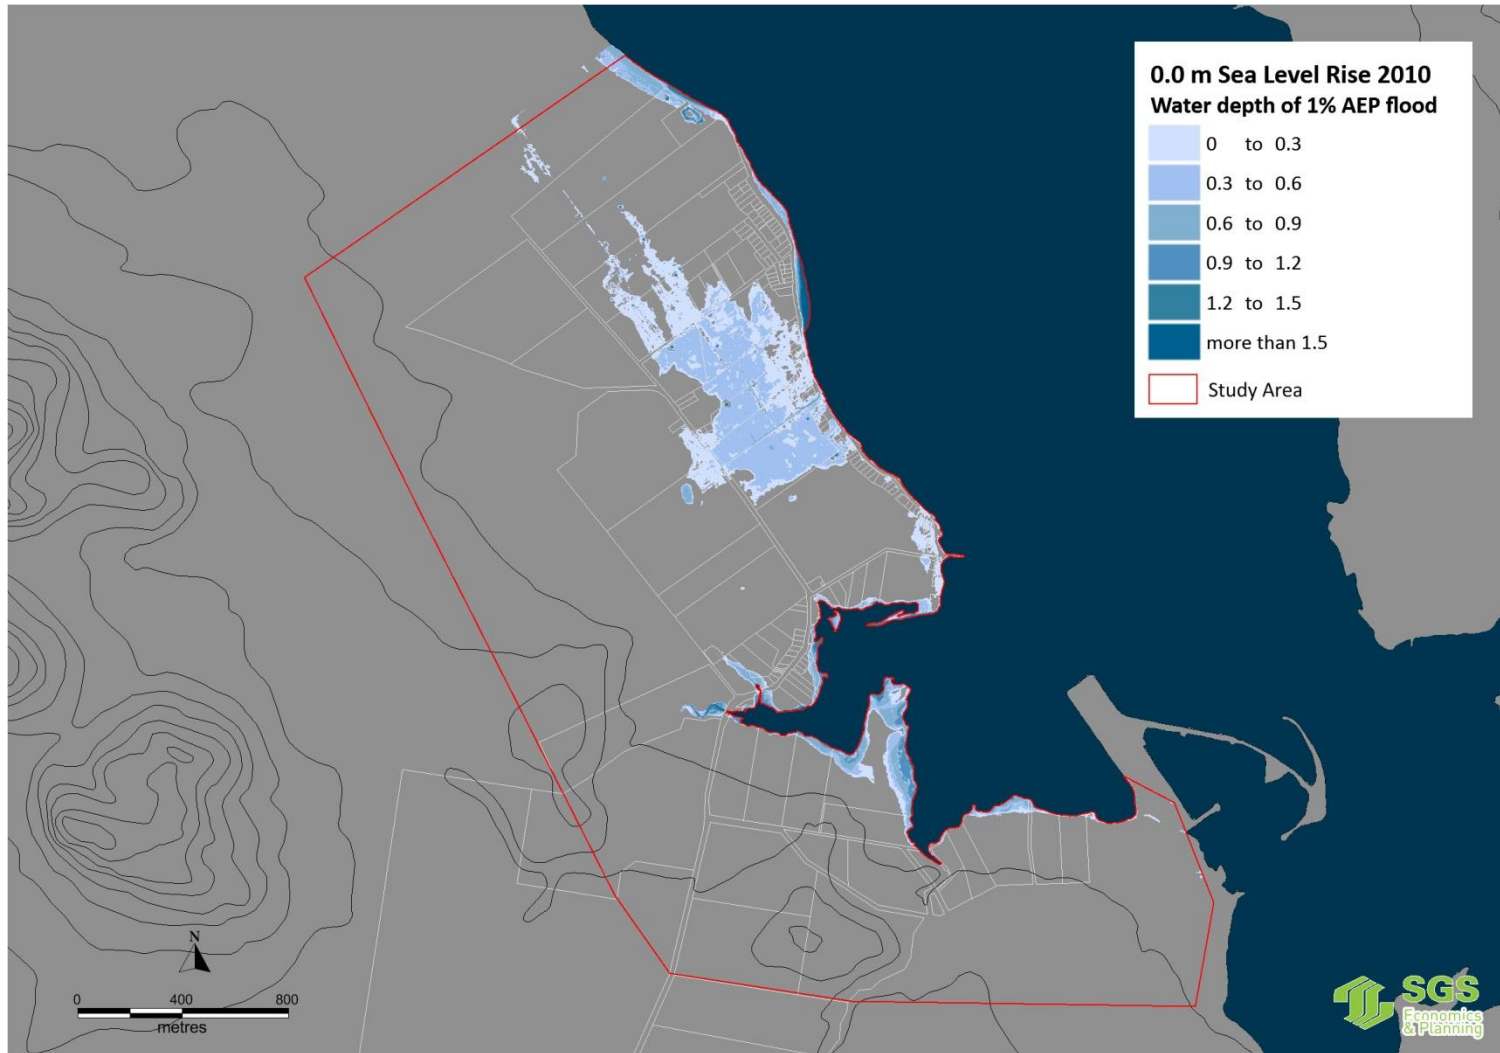 0.0 m Sea Level Rise 2010
Water depth of 1% AEP flood
0 to 0.3
0.3 to 0.6
0.6 to 0.9
0.9 to 1.2
1.2 to 1.5
more than 1.5
Study Area
N
0 400 800
metres
SGS
Economics
& Planning